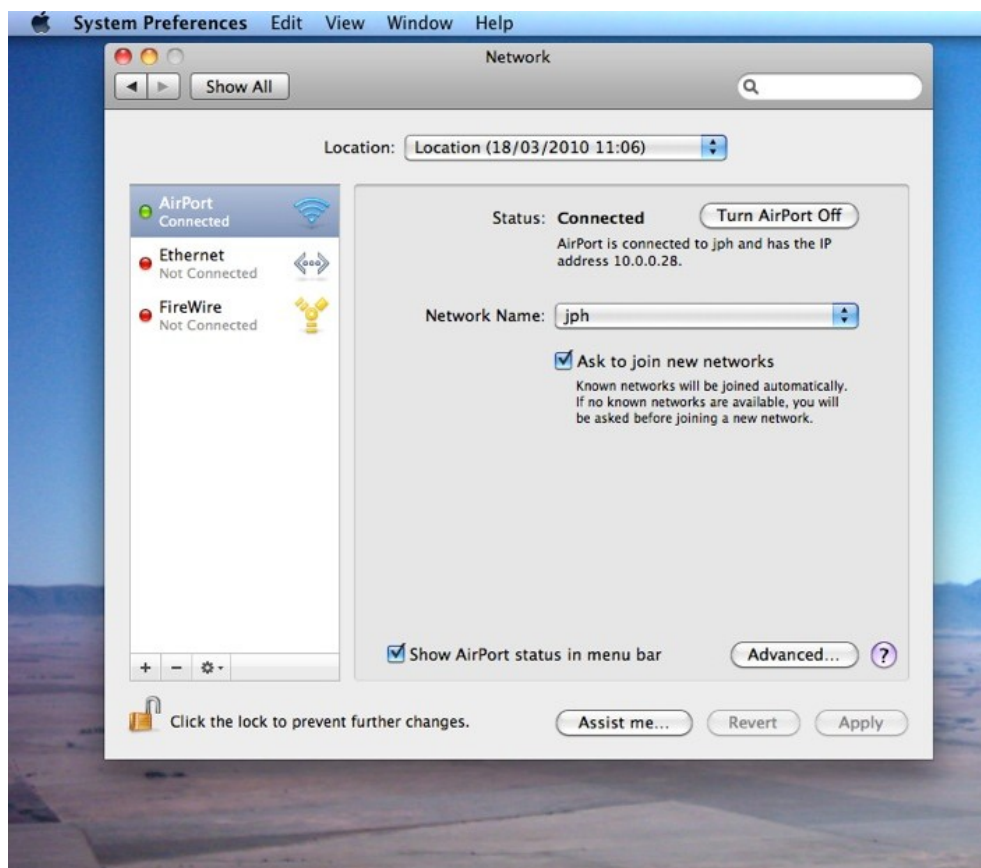 System Preferences Edit View Window Help
Network
Show All
Location: Location (18/03/2010 11:06)
AirPort
Connected
Ethernet
Not Connected
FireWire
Not Connected
Status: Connected
Turn AirPort Off
AirPort is connected to jph and has the IP
address 10.0.0.28.
Network Name: jph
Ask to join new networks
Known networks will be joined automatically.
If no known networks are available, you will
be asked before joining a new network.
Show AirPort status in menu bar
Advanced...
?
+ −
Click the lock to prevent further changes.
Assist me...
Revert
Apply